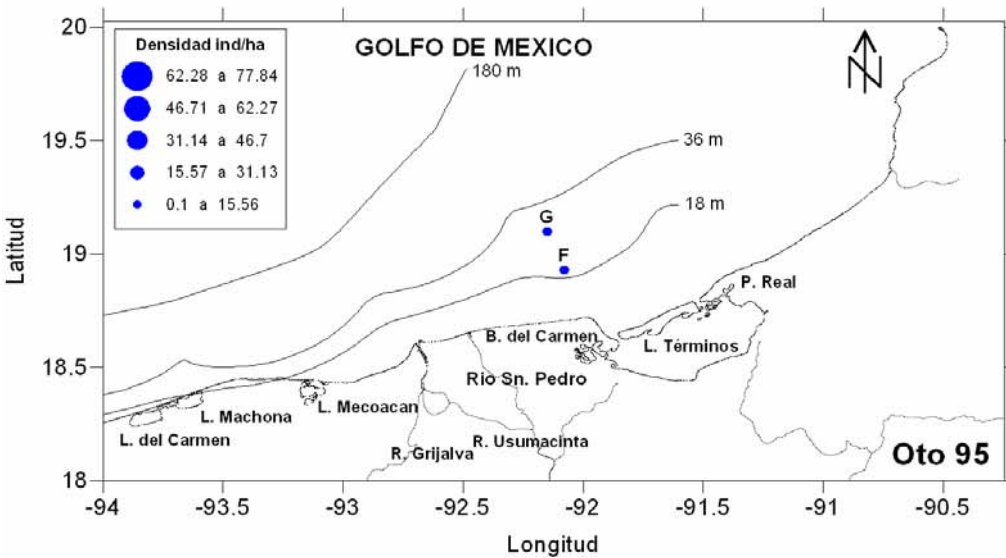 GOLFO DE MEXICO
Densidad ind/ha
62.28 a 77.84
46.71 a 62.27
31.14 a 46.7
15.57 a 31.13
0.1 a 15.56
180 m
36 m
18 m
N
G
F
P. Real
B. del Carmen
L. Términos
Río Sn. Pedro
L. Mecoacan
L. Machona
L. del Carmen
R. Usumacinta
R. Grijalva
Oto 95
Latitud
20
19.5
19
18.5
18
-94
-93.5
-93
-92.5
-92
-91.5
-91
-90.5
Longitud